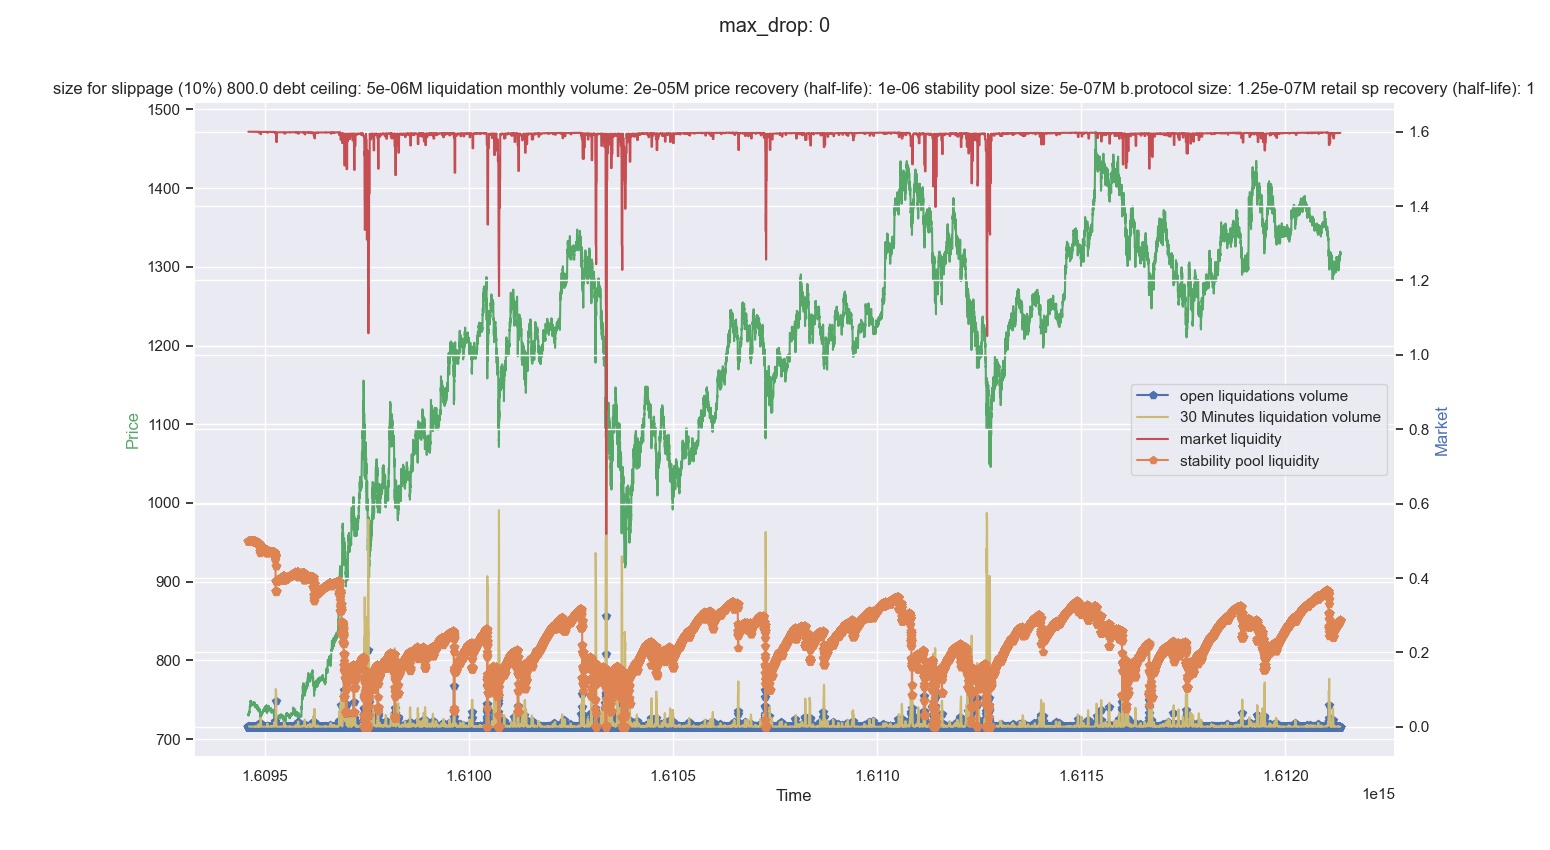 max_drop: 0
size for slippage (10%) 800.0 debt ceiling: 5e-06M liquidation monthly volume: 2e-05M price recovery (half-life): 1e-06 stability pool size: 5e-07M b.protocol size: 1.25e-07M retail sp recovery (half-life): 1
1500
1400
1300
1200
1100
1000
900
800
700
Price
1.6
1.4
1.2
1.0
0.8
0.6
0.4
0.2
0.0
Market
open liquidations volume
30 Minutes liquidation volume
market liquidity
stability pool liquidity
1.6095 1.6100 1.6105 1.6110 1.6115 1.6120
Time
1e15